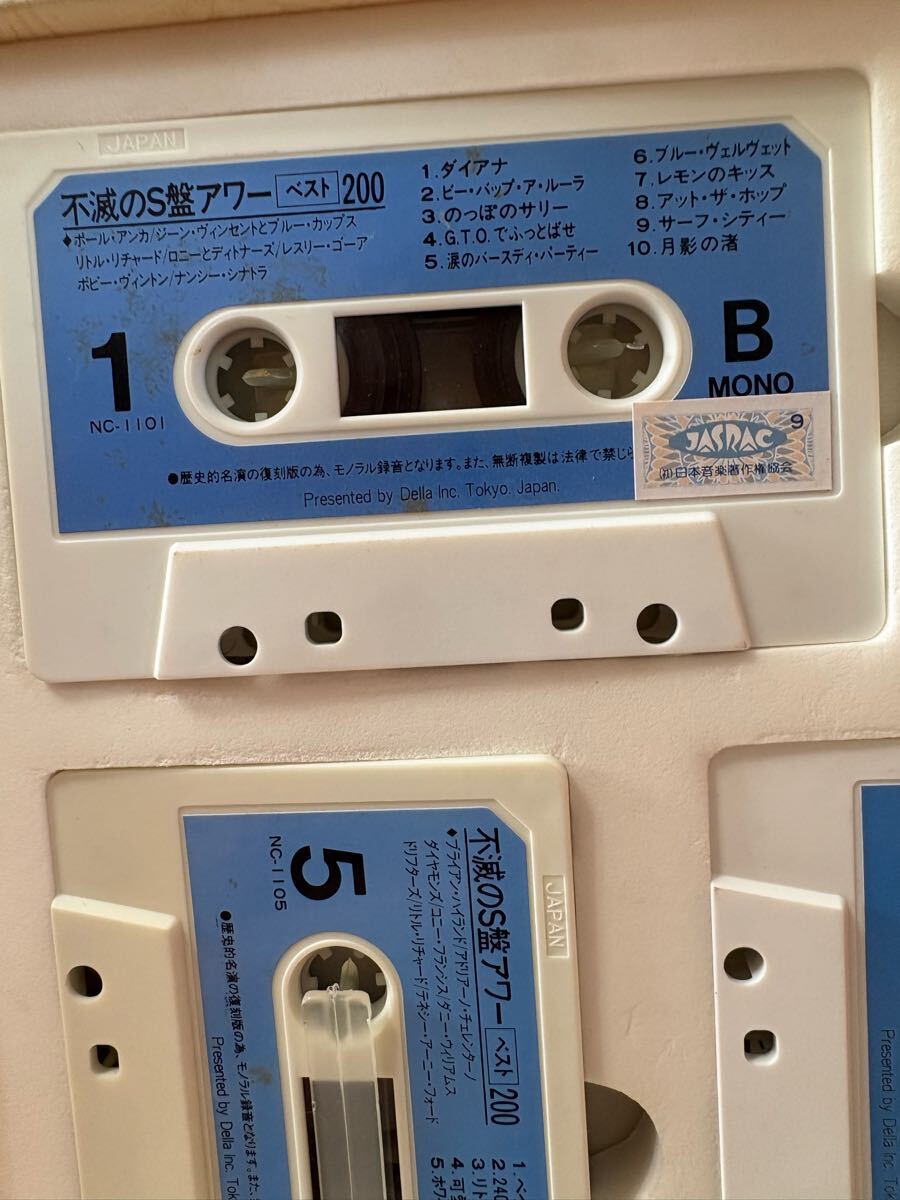 JAPAN
不滅のS盤アワー ベスト 200
◆ポール・アンカ/ジーン・ヴィンセントとブルー・カップス
リトル・リチャード/ロニーとディトナーズ/レスリー・ゴーア
ボビー・ヴィントン/ナンシー・シナトラ
1.ダイアナ
2.ビー・バップ・ア・ルーラ
3.のっぽのサリー
4.G.T.O.でふっとばせ
5.涙のバースディ・パーティー
6.ブルー・ヴェルヴェット
7.レモンのキッス
8.アット・ザ・ホップ
9.サーフ・シティー
10.月影の渚
1
NC-1101
B
MONO
●歴史的名演の復刻版の為、モノラル録音となります。また、無断複製は法律で禁じら
Presented by Della Inc. Tokyo. Japan.
9
JASRAC
(社)日本音楽著作権協会
JAPAN
不滅のS盤アワー ベスト 200
◆ブライアン・ハイランド/アドリアーノ・チェレンターノ
ダイヤモンズ/コニー・フランシス/ダニー・ウィリアムス
ドリフターズ/リトル・リチャード/テネシー・アーニー・フォード
5
NC-1105
●歴史的名演の復刻版の為、モノラル録音となります。また、
Presented by Della Inc. Tok
Presented by Della Inc. Tok